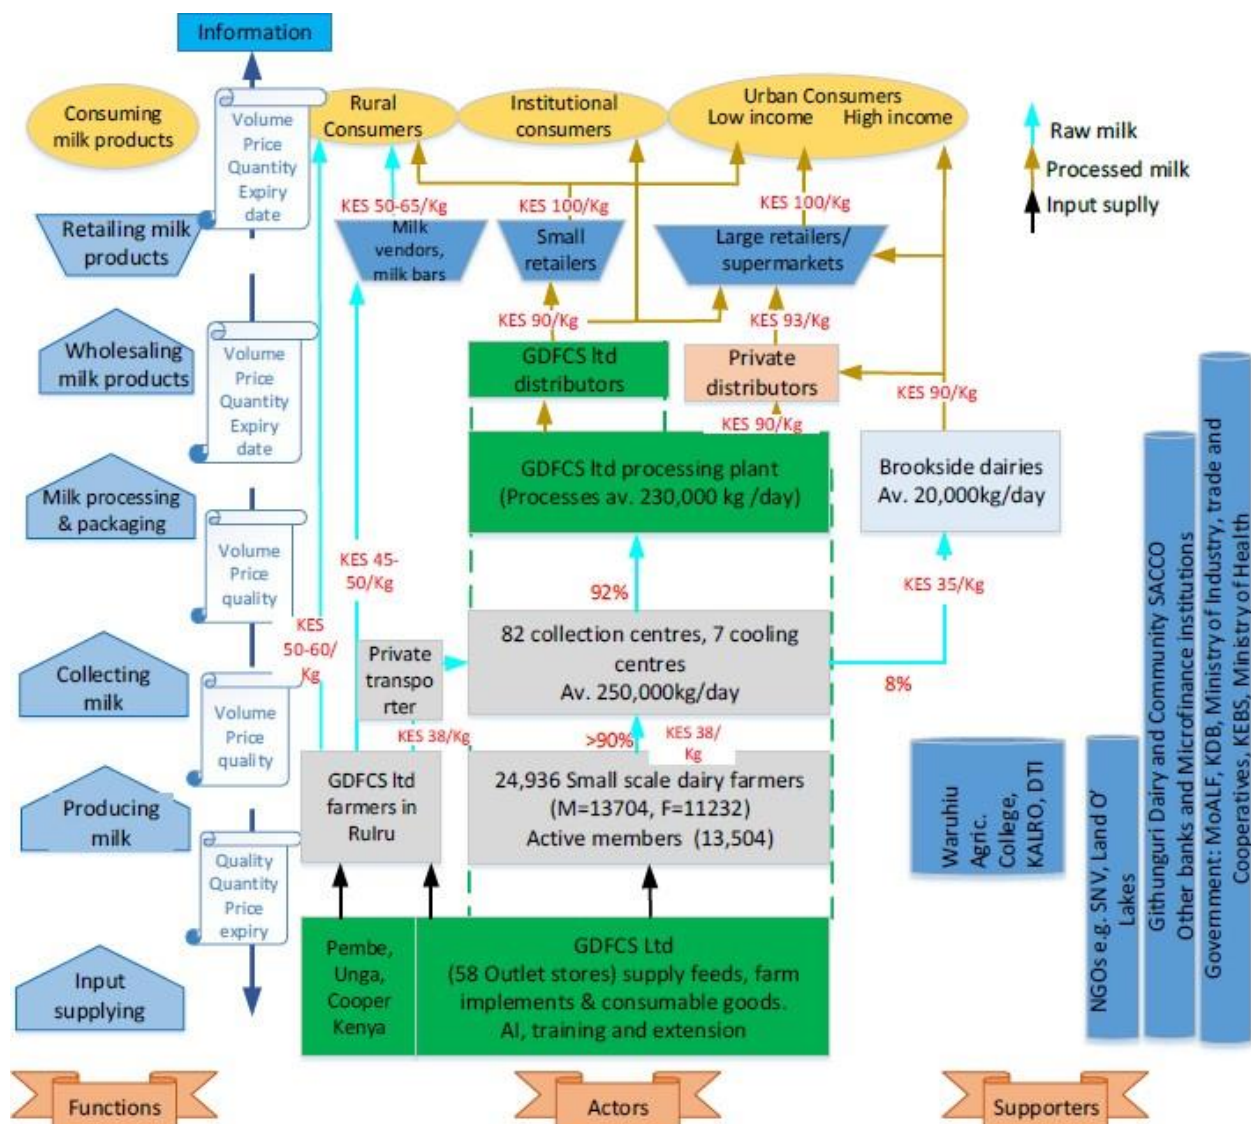 Information
Consuming
milk products
Volume
Price
Quantity
Expiry
date
Rural
Consumers
Institutional
consumers
Urban Consumers
Low income High income
Raw milk
Processed milk
Input suplly
Retailing milk
products
KES 50-65/Kg
KES 100/Kg
KES 100/Kg
Milk
vendors,
milk bars
Small
retailers
Large retailers/
supermarkets
Wholesaling
milk products
Volume
Price
Quantity
Expiry
date
KES 90/Kg
KES 93/Kg
GDFCS ltd
distributors
Private
distributors
KES 90/Kg
KES 90/Kg
Milk processing
& packaging
Volume
Price
quality
GDFCS ltd processing plant
(Processes av. 230,000 kg /day)
Brookside dairies
Av. 20,000kg/day
KES 45-
50/Kg
92%
KES 35/Kg
KES
50-60/
Kg
Collecting
milk
Volume
Price
quality
Private
transpo
rter
82 collection centres, 7 cooling
centres
Av. 250,000kg/day
8%
KES 38/Kg
>90%
KES 38/
Kg
Producing
milk
GDFCS ltd
farmers in
Rulru
24,936 Small scale dairy farmers
(M=13704, F=11232)
Active members (13,504)
Quality
Quantity
Price
expiry
Input
supplying
Pembe,
Unga,
Cooper
Kenya
GDFCS Ltd
(58 Outlet stores) supply feeds, farm
implements & consumable goods.
AI, training and extension
Waruhiu
Agric.
College,
KALRO, DTI
NGOs e.g. SNV, Land O’
Lakes
Githunguri Dairy and Community SACCO
Other banks and Microfinance institutions
Government: MoALF, KDB, Ministry of Industry, trade and
Cooperatives, KEBS, Ministry of Health
Functions
Actors
Supporters